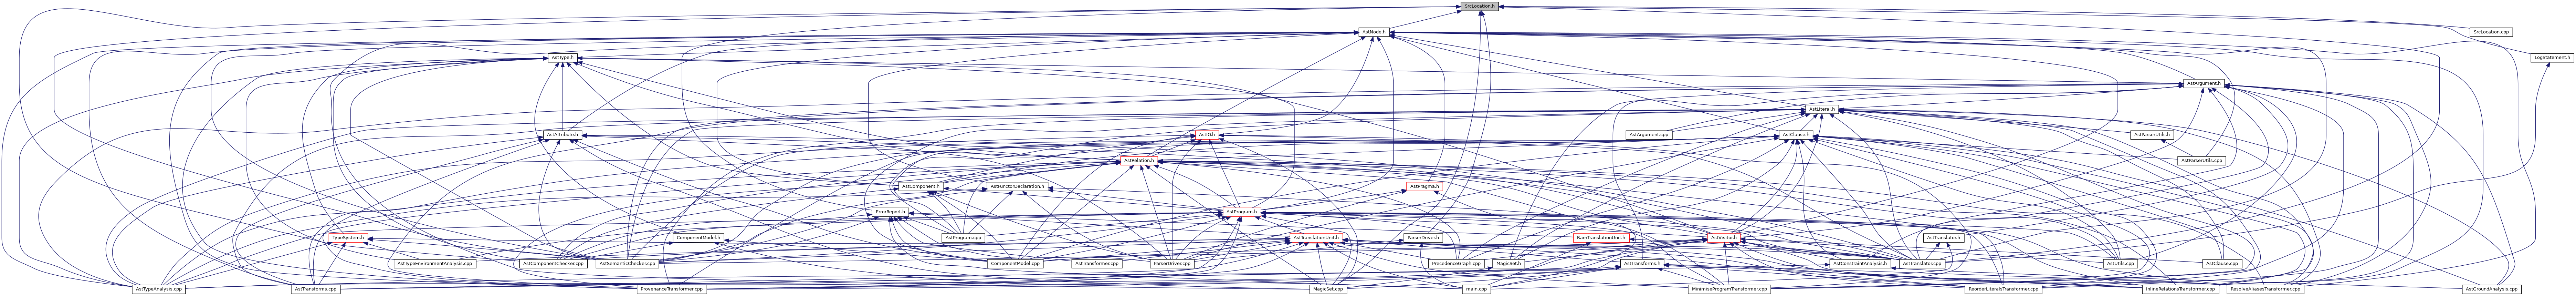 SrcLocation.h
AstNode.h
SrcLocation.cpp
AstType.h
LogStatement.h
AstArgument.h
AstLiteral.h
AstAttribute.h
AstIO.h
AstArgument.cpp
AstClause.h
AstParserUtils.h
AstRelation.h
AstParserUtils.cpp
AstComponent.h
AstFunctorDeclaration.h
AstPragma.h
ErrorReport.h
AstProgram.h
TypeSystem.h
ComponentModel.h
AstProgram.cpp
AstTranslationUnit.h
ParserDriver.h
RamTranslationUnit.h
AstVisitor.h
AstTranslator.h
AstTypeEnvironmentAnalysis.cpp
AstComponentChecker.cpp
AstSemanticChecker.cpp
ComponentModel.cpp
AstTransformer.cpp
ParserDriver.cpp
PrecedenceGraph.cpp
MagicSet.h
AstTransforms.h
AstConstraintAnalysis.h
AstTranslator.cpp
AstUtils.cpp
AstClause.cpp
AstTypeAnalysis.cpp
AstTransforms.cpp
ProvenanceTransformer.cpp
MagicSet.cpp
main.cpp
MinimiseProgramTransformer.cpp
ReorderLiteralsTransformer.cpp
InlineRelationsTransformer.cpp
ResolveAliasesTransformer.cpp
AstGroundAnalysis.cpp